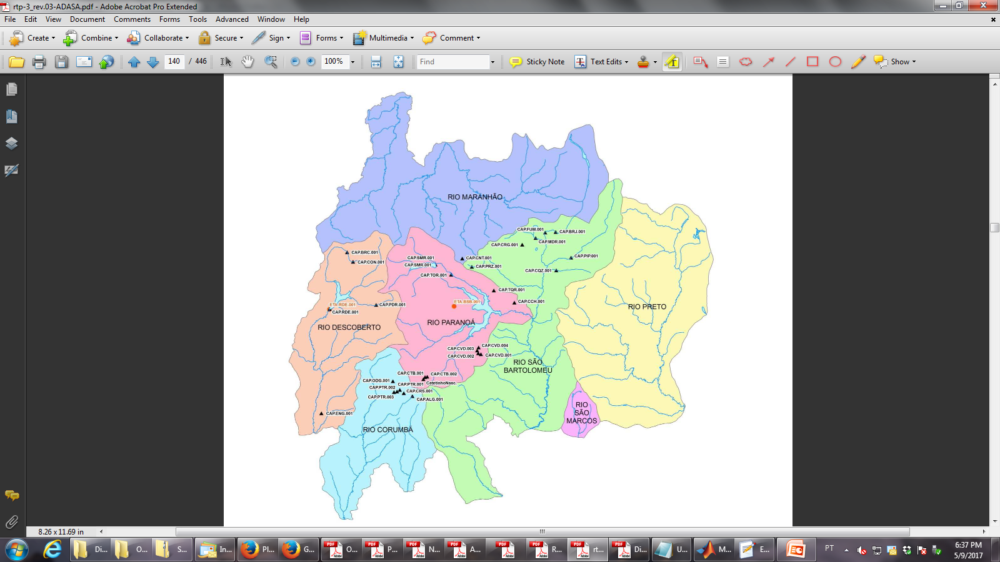 rtp-3_rev.03-ADASA.pdf - Adobe Acrobat Pro Extended
File Edit View Document Comments Forms Tools Advanced Window Help
Create Combine Collaborate Secure Sign Forms Multimedia Comment
140 / 446 100% Find Sticky Note Text Edits Show
RIO MARANHÃO
CAP.FUM.001
CAP.BRJ.001
CAP.MDR.001
CAP.CRG.001
CAP.BRC.001
CAP.CON.001
CAP.SMR.001
CAP.SMR.001
CAP.CNT.001
CAP.PIP.001
CAP.PRZ.001
CAP.CQZ.001
CAP.TOR.001
CAP.TQR.001
CAP.CCH.001
ETA.RDE.001
CAP.RDE.001
CAP.PDR.001
ETA.BSB.001
RIO PRETO
RIO PARANOÁ
RIO DESCOBERTO
CAP.CVD.004
CAP.CVD.003
CAP.CVD.002
CAP.CVD.001
RIO SÃO
BARTOLOMEU
CAP.CTB.001
CAP.CTB.002
CAP.ODG.001
CAP.PTR.001
CatetinhoNasc.
CAP.PTR.002
CAP.CRS.001
CAP.PTR.003
CAP.ALG.001
CAP.ENG.001
RIO
SÃO
MARCOS
RIO CORUMBÁ
8.26 x 11.69 in
Di... O... S... In... Pl... G... O... P... N... A... R... rt... Di... U... M... E...
PT
6:37 PM
5/9/2017